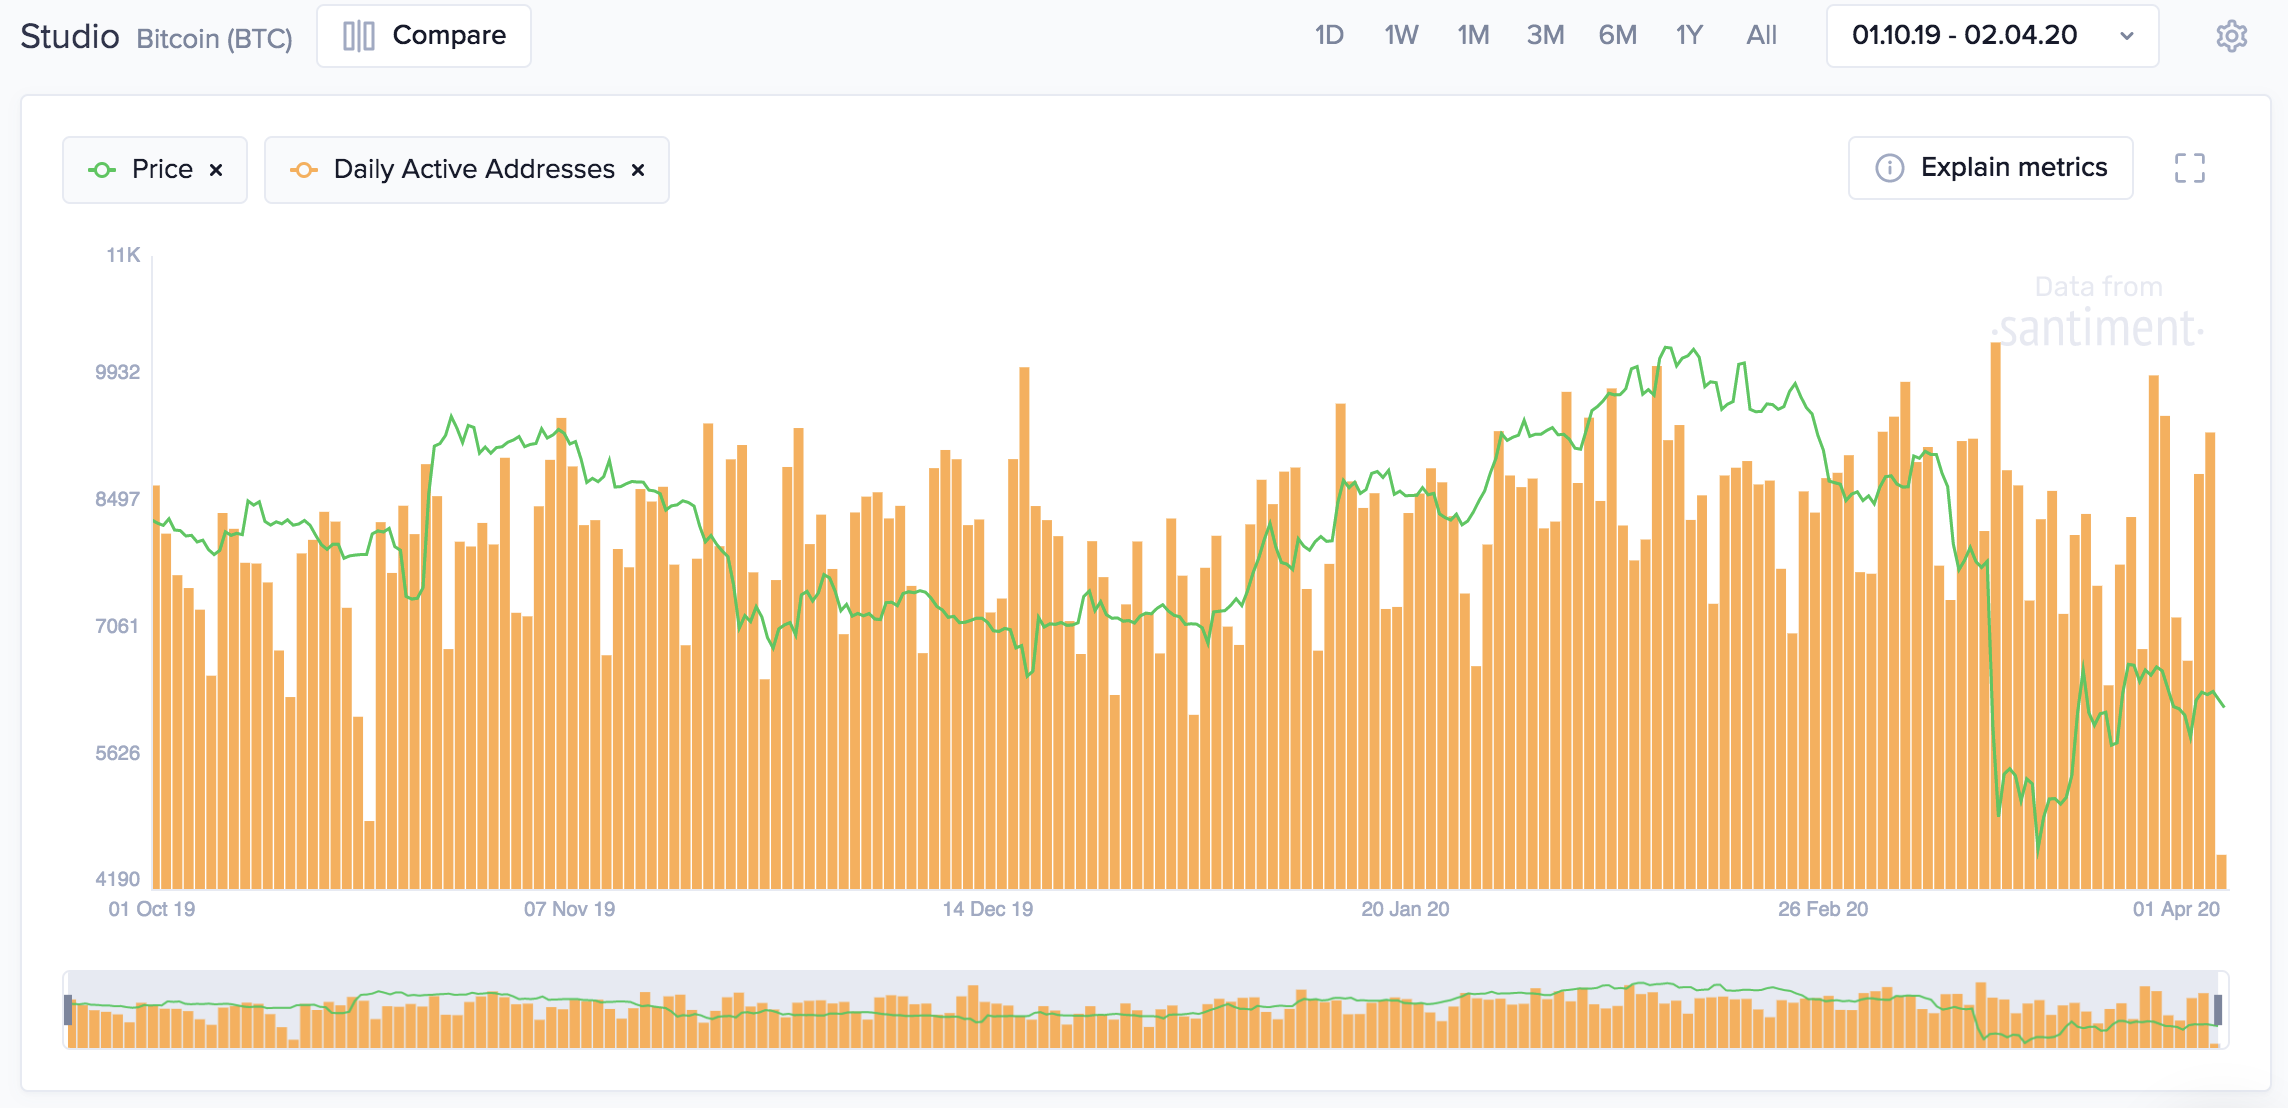 Studio Bitcoin (BTC) Compare 1D 1W 1M 3M 6M 1Y All 01.10.19 - 02.04.20
Price × Daily Active Addresses × Explain metrics
11K
Data from
·santiment·
9932
8497
7061
5626
4190
01 Oct 19 07 Nov 19 14 Dec 19 20 Jan 20 26 Feb 20 01 Apr 20